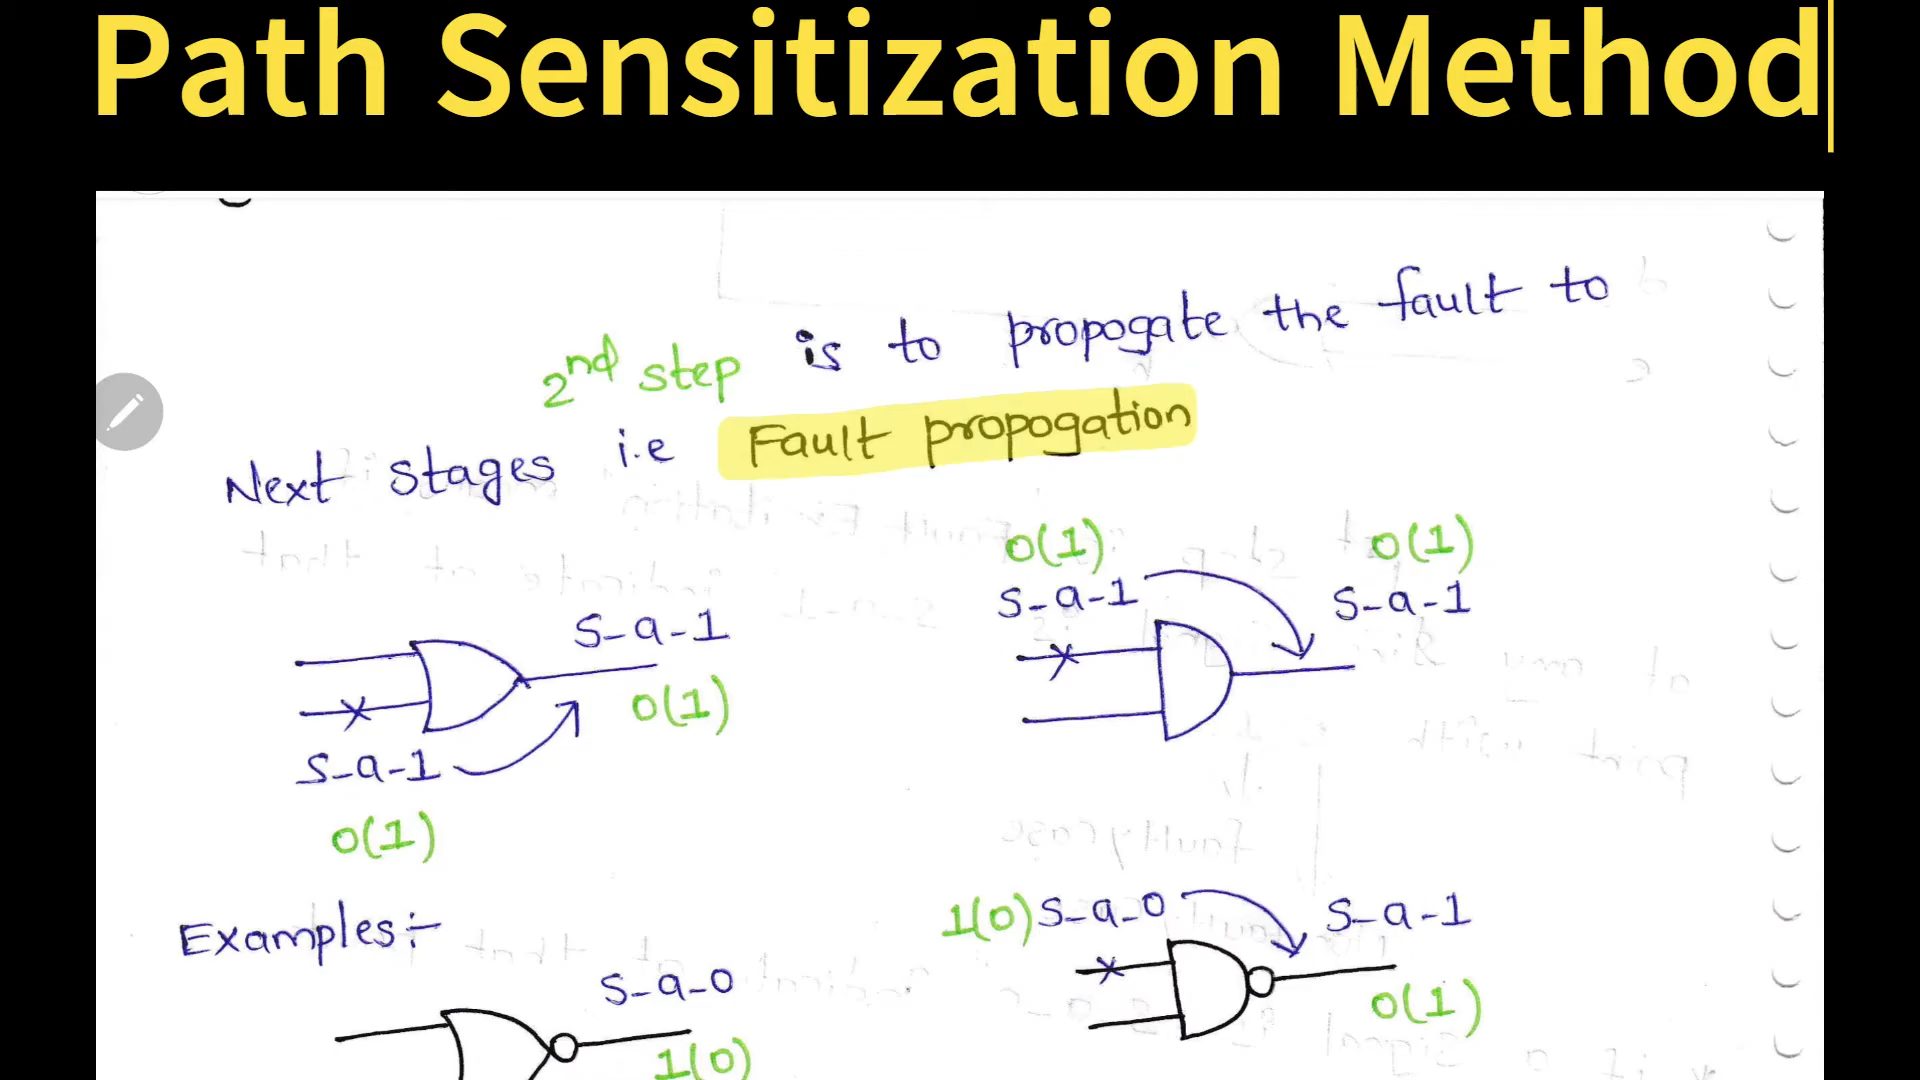 Path Sensitization Method
2nd step is to propogate the fault to
Next stages i.e Fault propogation
0(1) 0(1)
s-a-1 s-a-1
s-a-1
0(1)
s-a-1
0(1)
Examples:-
1(0) s-a-0 s-a-1
0(1)
s-a-0
1(0)